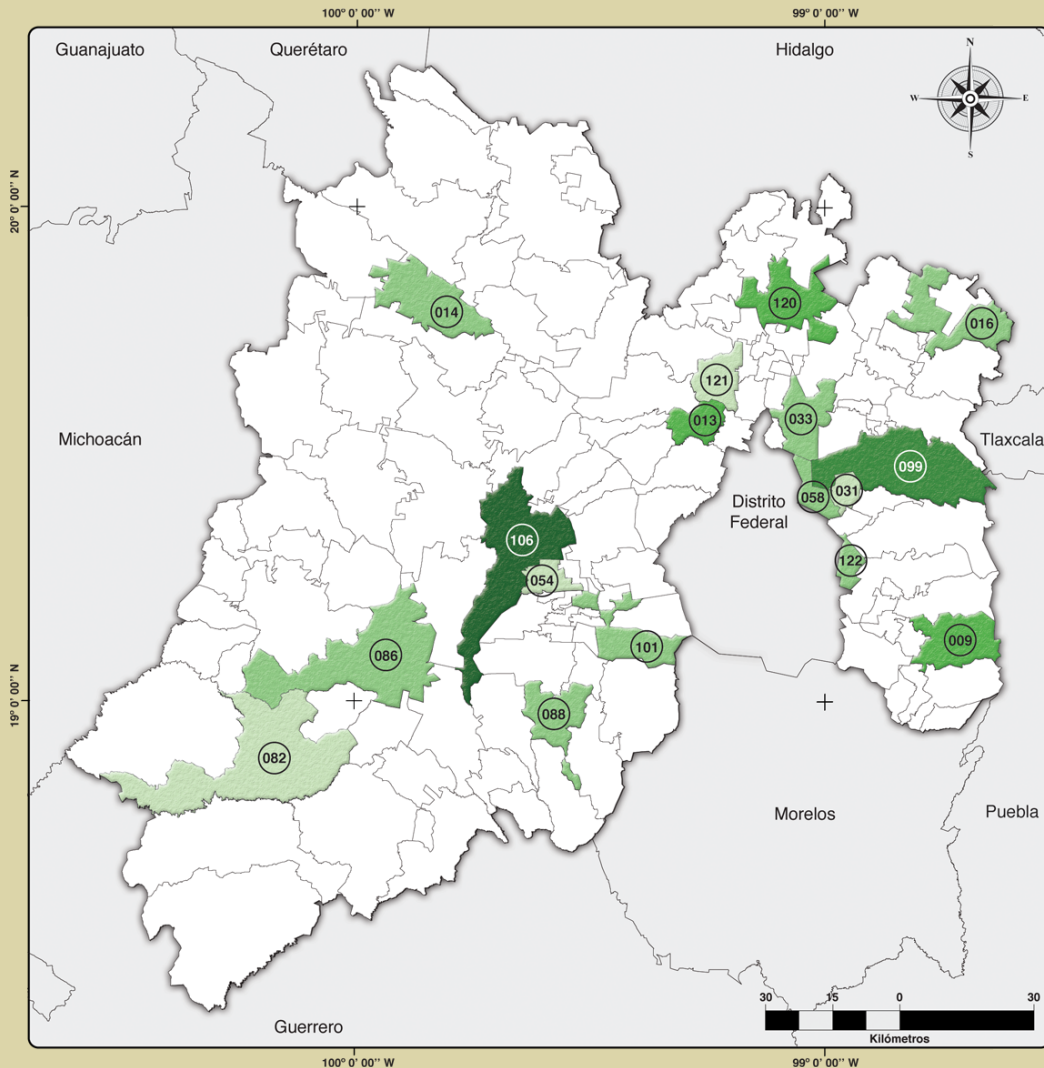 100° 0' 00'' W
99° 0' 00'' W
Guanajuato
Querétaro
Hidalgo
N
W
E
S
20° 0' 00'' N
014
120
016
121
013
033
Michoacán
Tlaxcala
099
031
058
Distrito
Federal
106
122
054
009
101
086
19° 0' 00'' N
088
082
Morelos
Puebla
30
15
0
30
Kilómetros
Guerrero
100° 0' 00'' W
99° 0' 00'' W